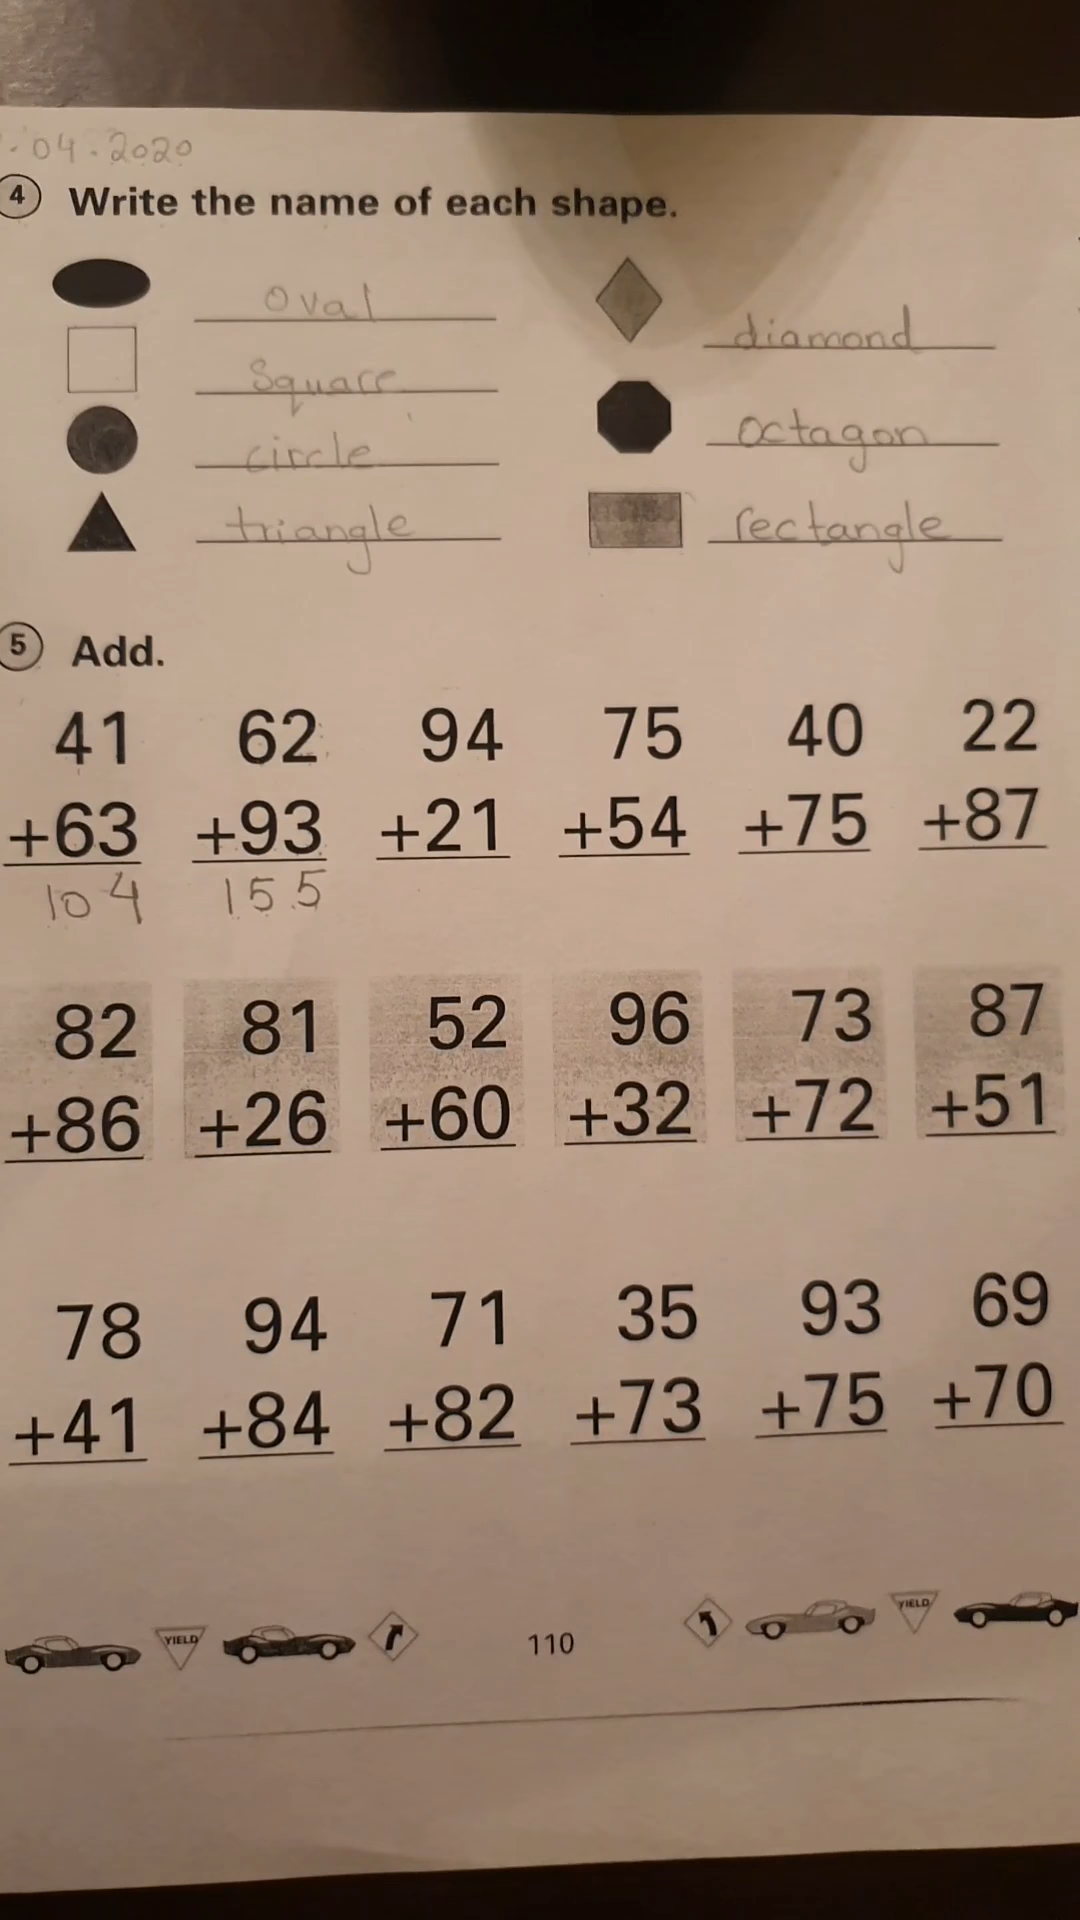 04.2020
4 Write the name of each shape.
oval
diamond
square
octagon
circle
triangle
rectangle
5 Add.
41 62 94 75 40 22
+63 +93 +21 +54 +75 +87
104 155
82 81 52 96 73 87
+86 +26 +60 +32 +72 +51
78 94 71 35 93 69
+41 +84 +82 +73 +75 +70
YIELD 110 YIELD